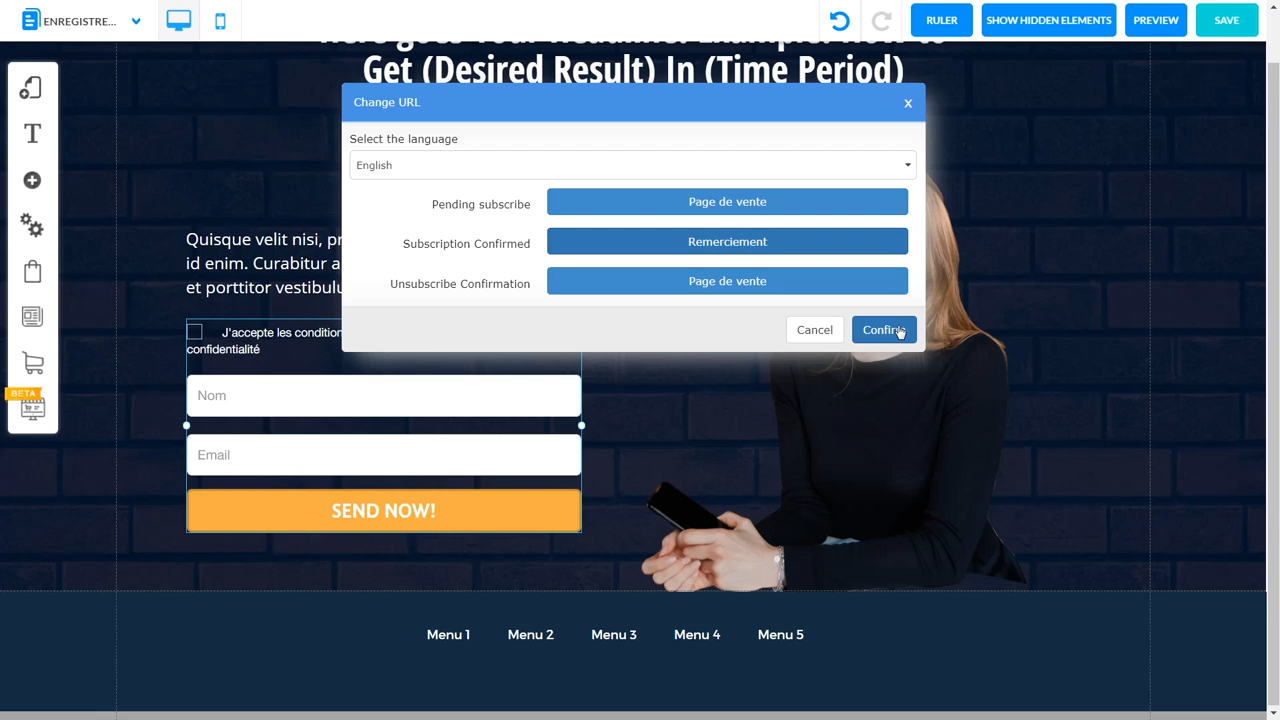 ENREGISTRE...
RULER
SHOW HIDDEN ELEMENTS
PREVIEW
SAVE
Get (Desired Result) In (Time Period)
Change URL
x
Select the language
English
Pending subscribe
Page de vente
Subscription Confirmed
Remerciement
Unsubscribe Confirmation
Page de vente
Cancel
Confirm
T
BETA
Quisque velit nisi, pr
id enim. Curabitur a
et porttitor vestibulu
J'accepte les condition
confidentialité
Nom
Email
SEND NOW!
Menu 1
Menu 2
Menu 3
Menu 4
Menu 5